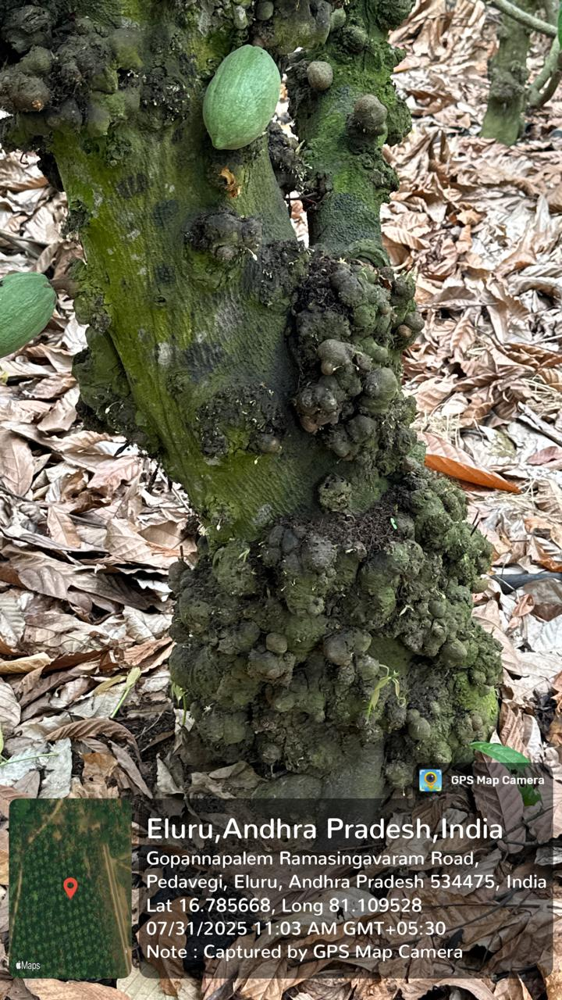 GPS Map Camera
Eluru,Andhra Pradesh,India
Gopannapalem Ramasingavaram Road,
Pedavegi, Eluru, Andhra Pradesh 534475, India
Lat 16.785668, Long 81.109528
07/31/2025 11:03 AM GMT+05:30
Note : Captured by GPS Map Camera
Maps